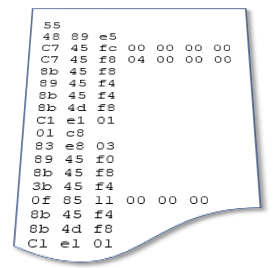 55
48 89 e5
C7 45 fc 00 00 00 00
C7 45 f8 04 00 00 00
8b 45 f8
89 45 f4
8b 45 f4
8b 4d f8
C1 e1 01
01 c8
83 e8 03
89 45 f0
8b 45 f8
3b 45 f4
0f 85 11 00 00 00
8b 45 f4
8b 4d f8
C1 e1 01